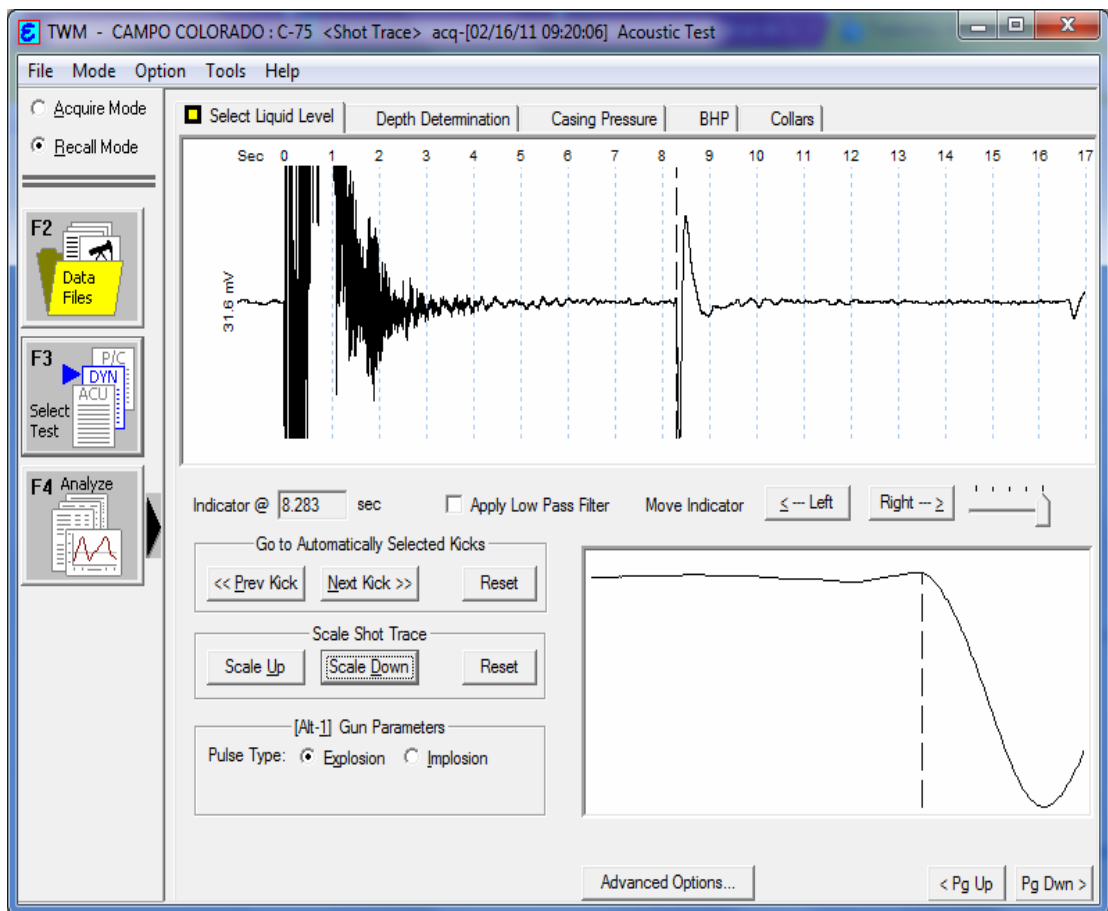 TWM - CAMPO COLORADO : C-75 <Shot Trace> acq-[02/16/11 09:20:06] Acoustic Test
File Mode Option Tools Help
Acquire Mode
Recall Mode
F2
Data
Files
F3
P/C
DYN
ACU
Select
Test
F4 Analyze
Select Liquid Level Depth Determination Casing Pressure BHP Collars
Sec 0 1 2 3 4 5 6 7 8 9 10 11 12 13 14 15 16 17
31.6 mV
Indicator @ 8.283 sec Apply Low Pass Filter Move Indicator < --- Left Right --- >
Go to Automatically Selected Kicks
<< Prev Kick Next Kick >> Reset
Scale Shot Trace
Scale Up Scale Down Reset
[Alt-1] Gun Parameters
Pulse Type: Explosion Implosion
Advanced Options... < Pg Up Pg Dwn >